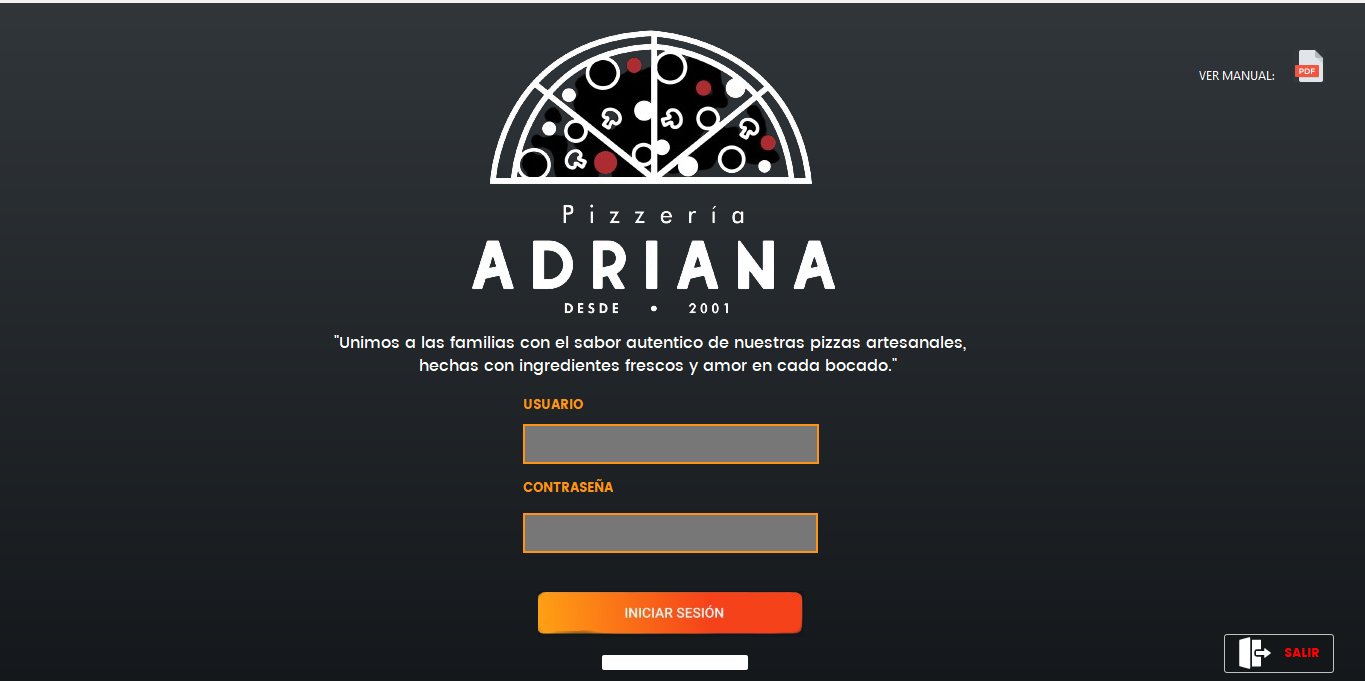 VER MANUAL:
PDF
Pizzería
ADRIANA
DESDE • 2001
"Unimos a las familias con el sabor autentico de nuestras pizzas artesanales,
hechas con ingredientes frescos y amor en cada bocado."
USUARIO
CONTRASEÑA
INICIAR SESIÓN
SALIR